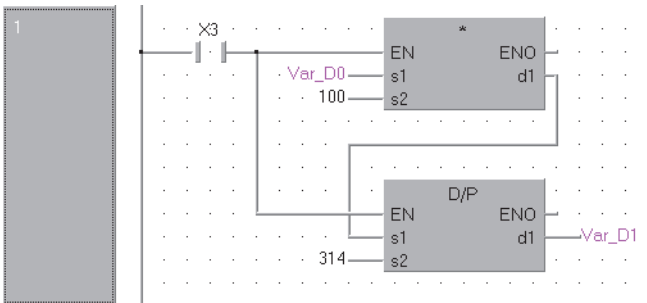 1
X3
*
EN ENO
Var_D0 s1 d1
100 s2
D/P
EN ENO
s1 d1 Var_D1
314 s2